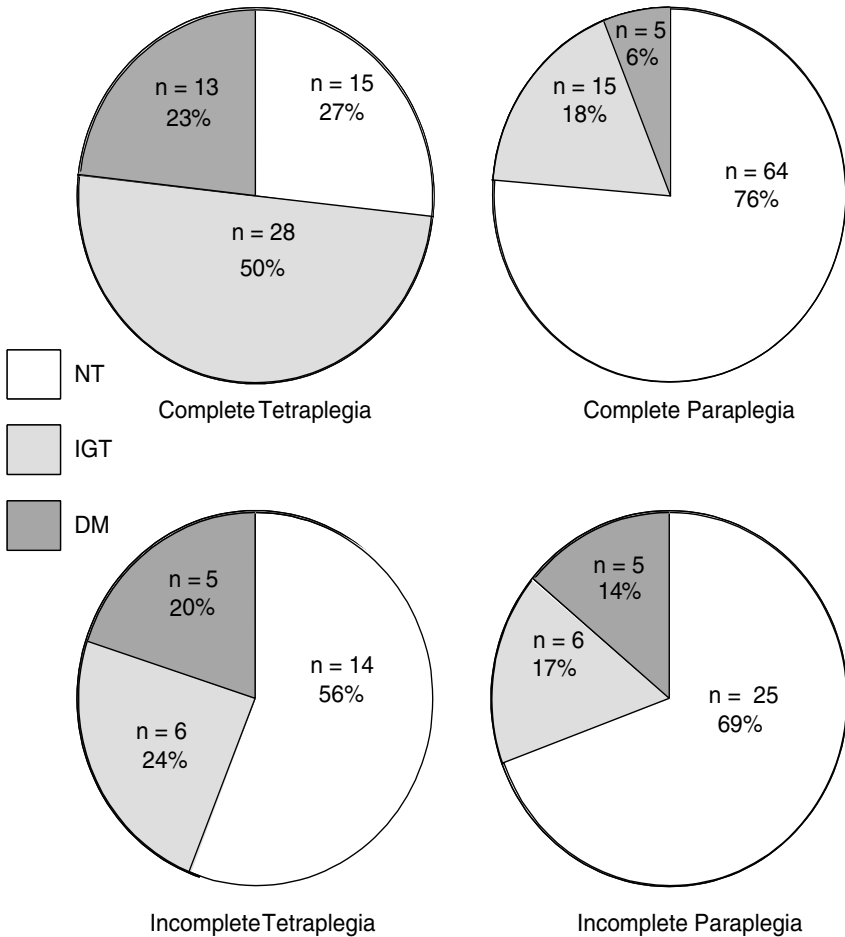 n = 13
23%
n = 15
27%
n = 28
50%
Complete Tetraplegia
n = 5
6%
n = 15
18%
n = 64
76%
Complete Paraplegia
NT
IGT
DM
n = 5
20%
n = 14
56%
n = 6
24%
Incomplete Tetraplegia
n = 5
14%
n = 6
17%
n = 25
69%
Incomplete Paraplegia